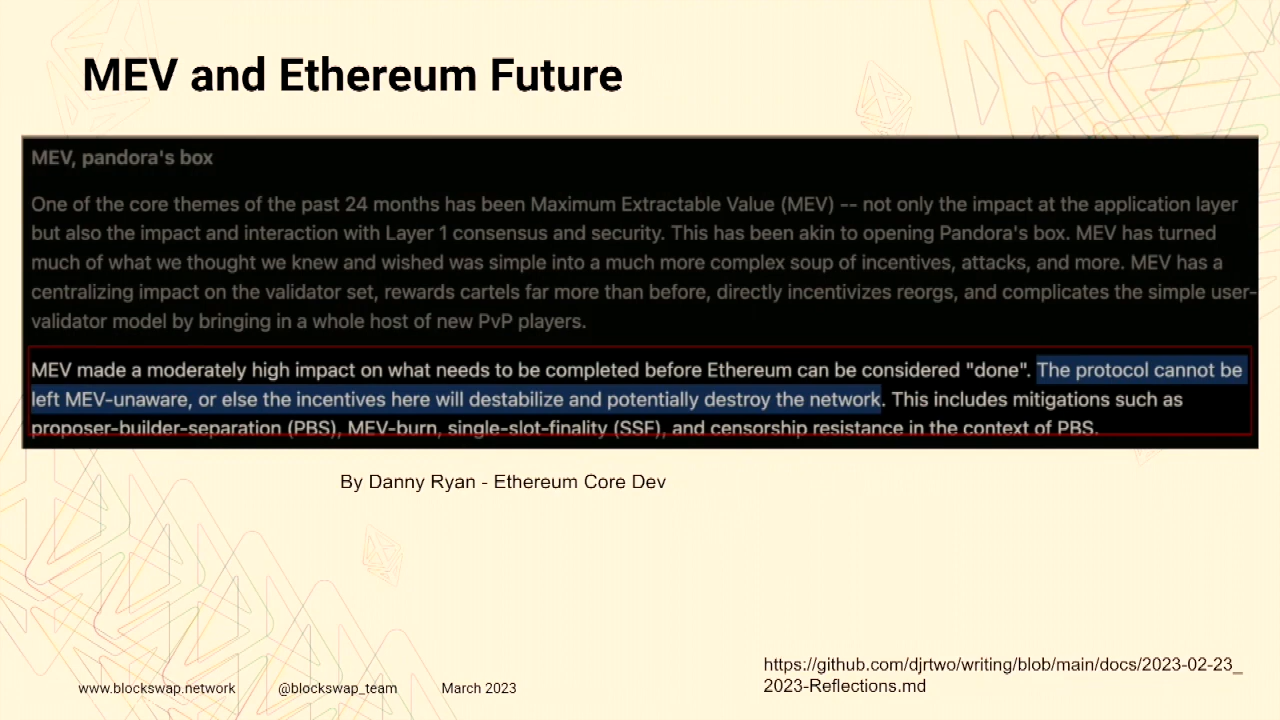 MEV and Ethereum Future
MEV, pandora's box
One of the core themes of the past 24 months has been Maximum Extractable Value (MEV) -- not only the impact at the application layer
but also the impact and interaction with Layer 1 consensus and security. This has been akin to opening Pandora's box. MEV has turned
much of what we thought we knew and wished was simple into a much more complex soup of incentives, attacks, and more. MEV has a
centralizing impact on the validator set, rewards cartels far more than before, directly incentivizes reorgs, and complicates the simple user-
validator model by bringing in a whole host of new PvP players.
MEV made a moderately high impact on what needs to be completed before Ethereum can be considered "done". The protocol cannot be
left MEV-unaware, or else the incentives here will destabilize and potentially destroy the network. This includes mitigations such as
proposer-builder-separation (PBS), MEV-burn, single-slot-finality (SSF), and censorship resistance in the context of PBS.
By Danny Ryan - Ethereum Core Dev
https://github.com/djrtwo/writing/blob/main/docs/2023-02-23_
2023-Reflections.md
www.blockswap.network @blockswap_team March 2023